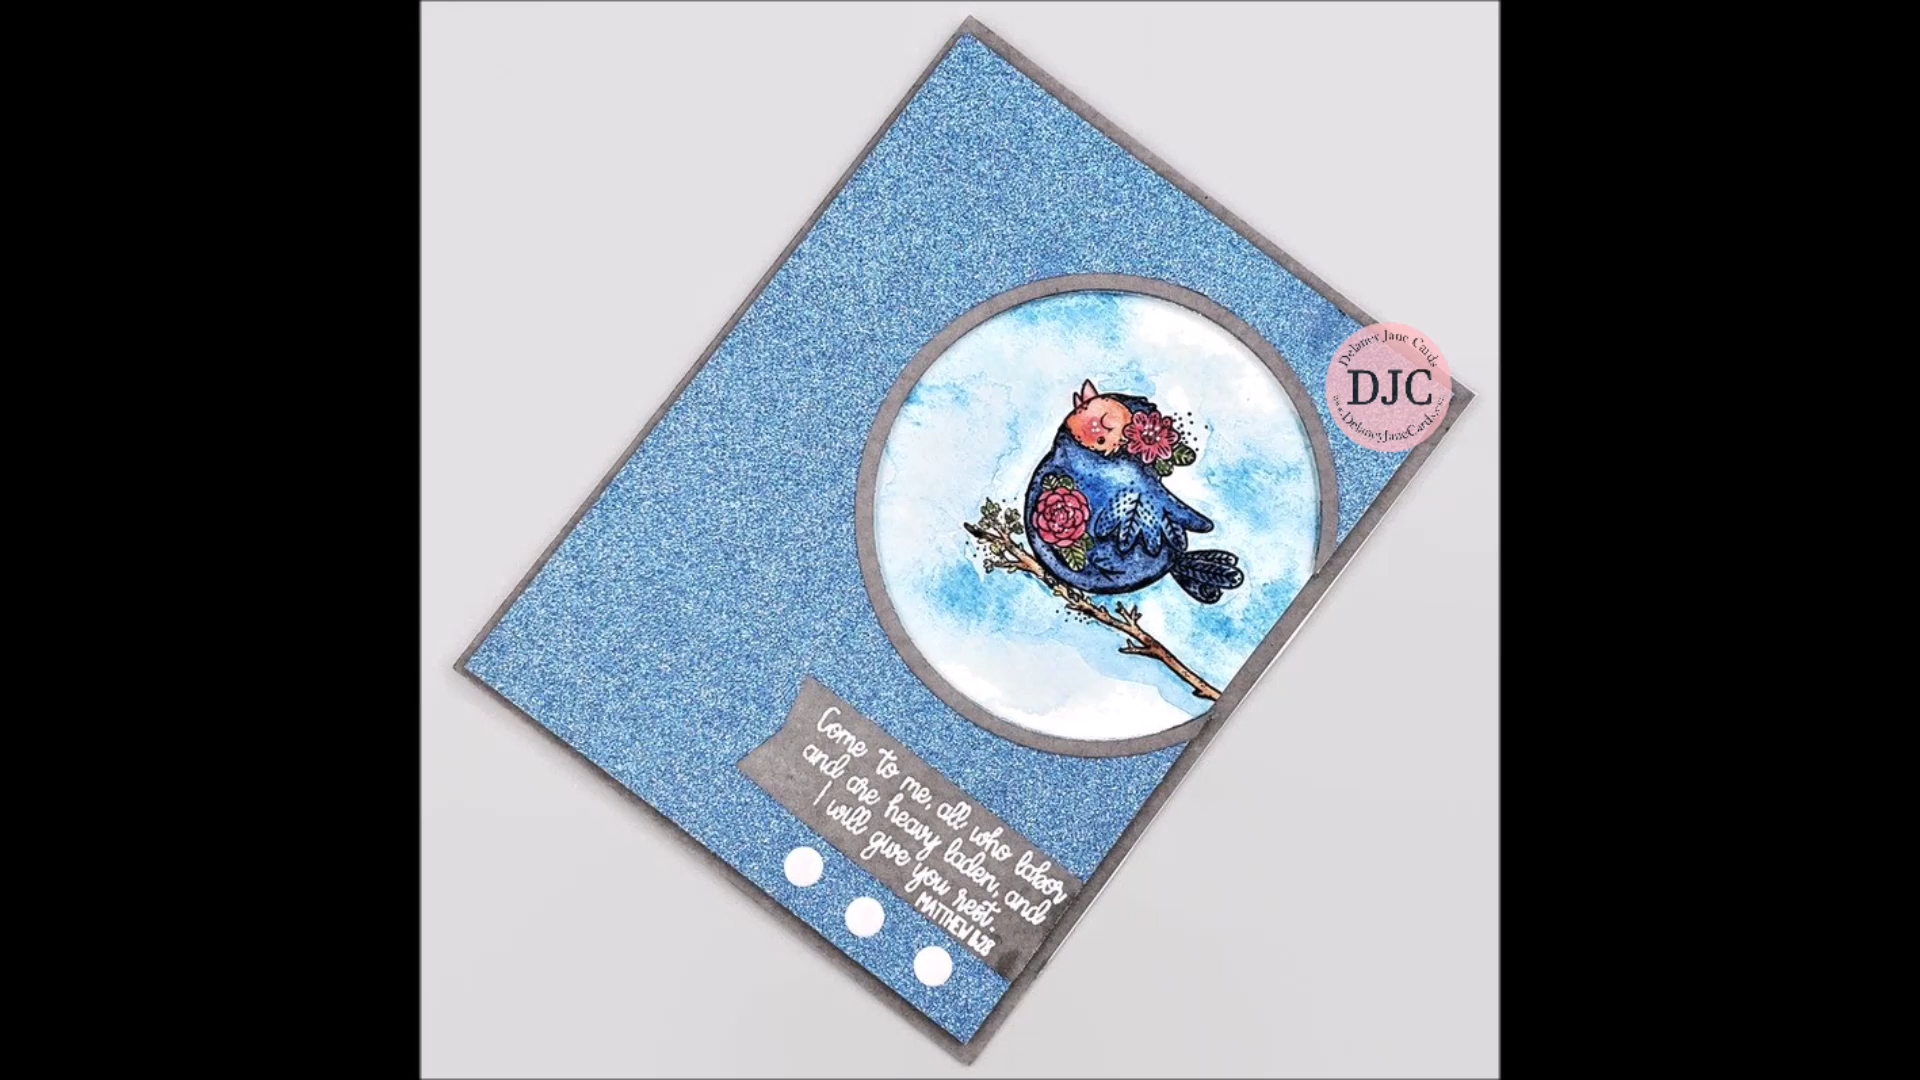 Delaney Jane Cards
DJC
www.DelaneyJaneCards.com
Come to me, all who labor
and are heavy laden, and
I will give you rest.
MATTHEW 11:28